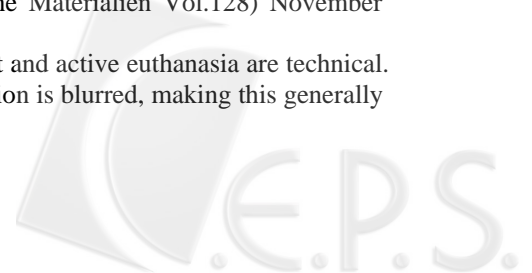 ne Materialien Vol.128) November
t and active euthanasia are technical.
ion is blurred, making this generally
C.E.P.S.